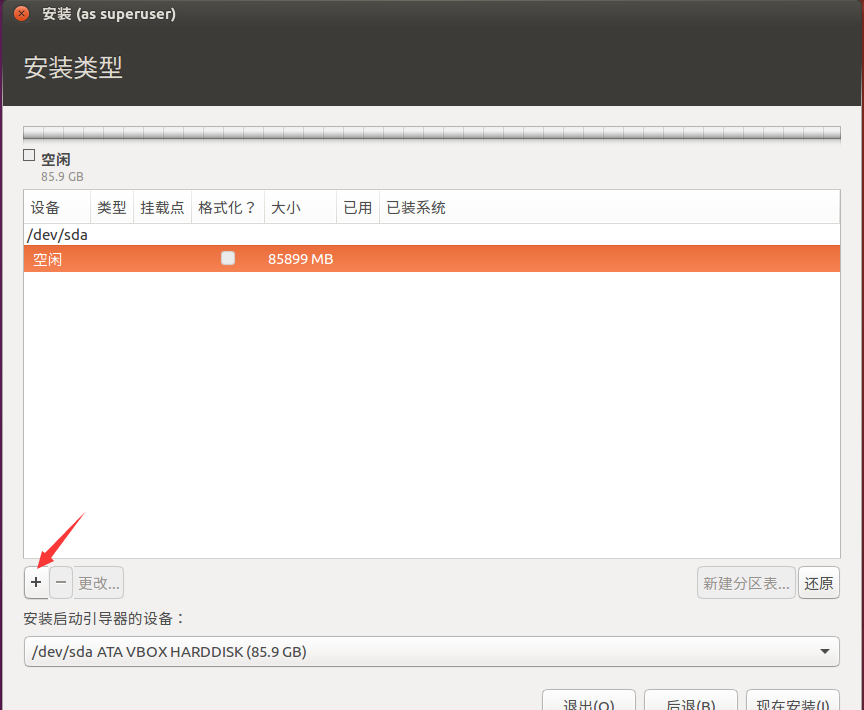 安装 (as superuser)
安装类型
空闲
85.9 GB
设备 类型 挂载点 格式化？ 大小 已用 已装系统
/dev/sda
空闲 85899 MB
+ − 更改... 新建分区表... 还原
安装启动引导器的设备：
/dev/sda ATA VBOX HARDDISK (85.9 GB)
退出(Q) 后退(B) 现在安装(I)